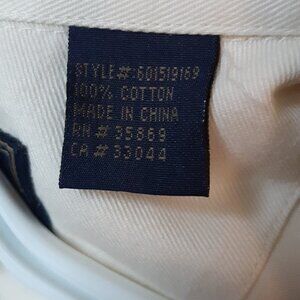 STYLE#:601519169
100% COTTON
MADE IN CHINA
RN# 35869
CA# 33044